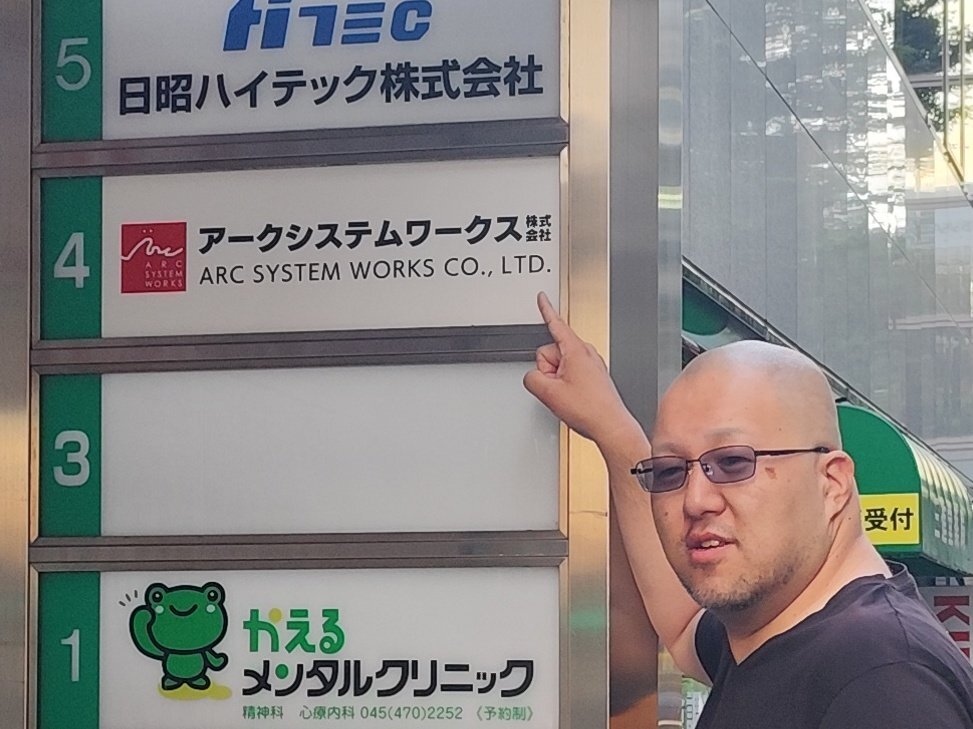 5
HITEC
日昭ハイテック株式会社
4
Arc
ARC
SYSTEM
WORKS
アークシステムワークス株式会社
ARC SYSTEM WORKS CO., LTD.
3
1
かえる
メンタルクリニック
精神科 心療内科 045(470)2252 〈予約制〉
受付